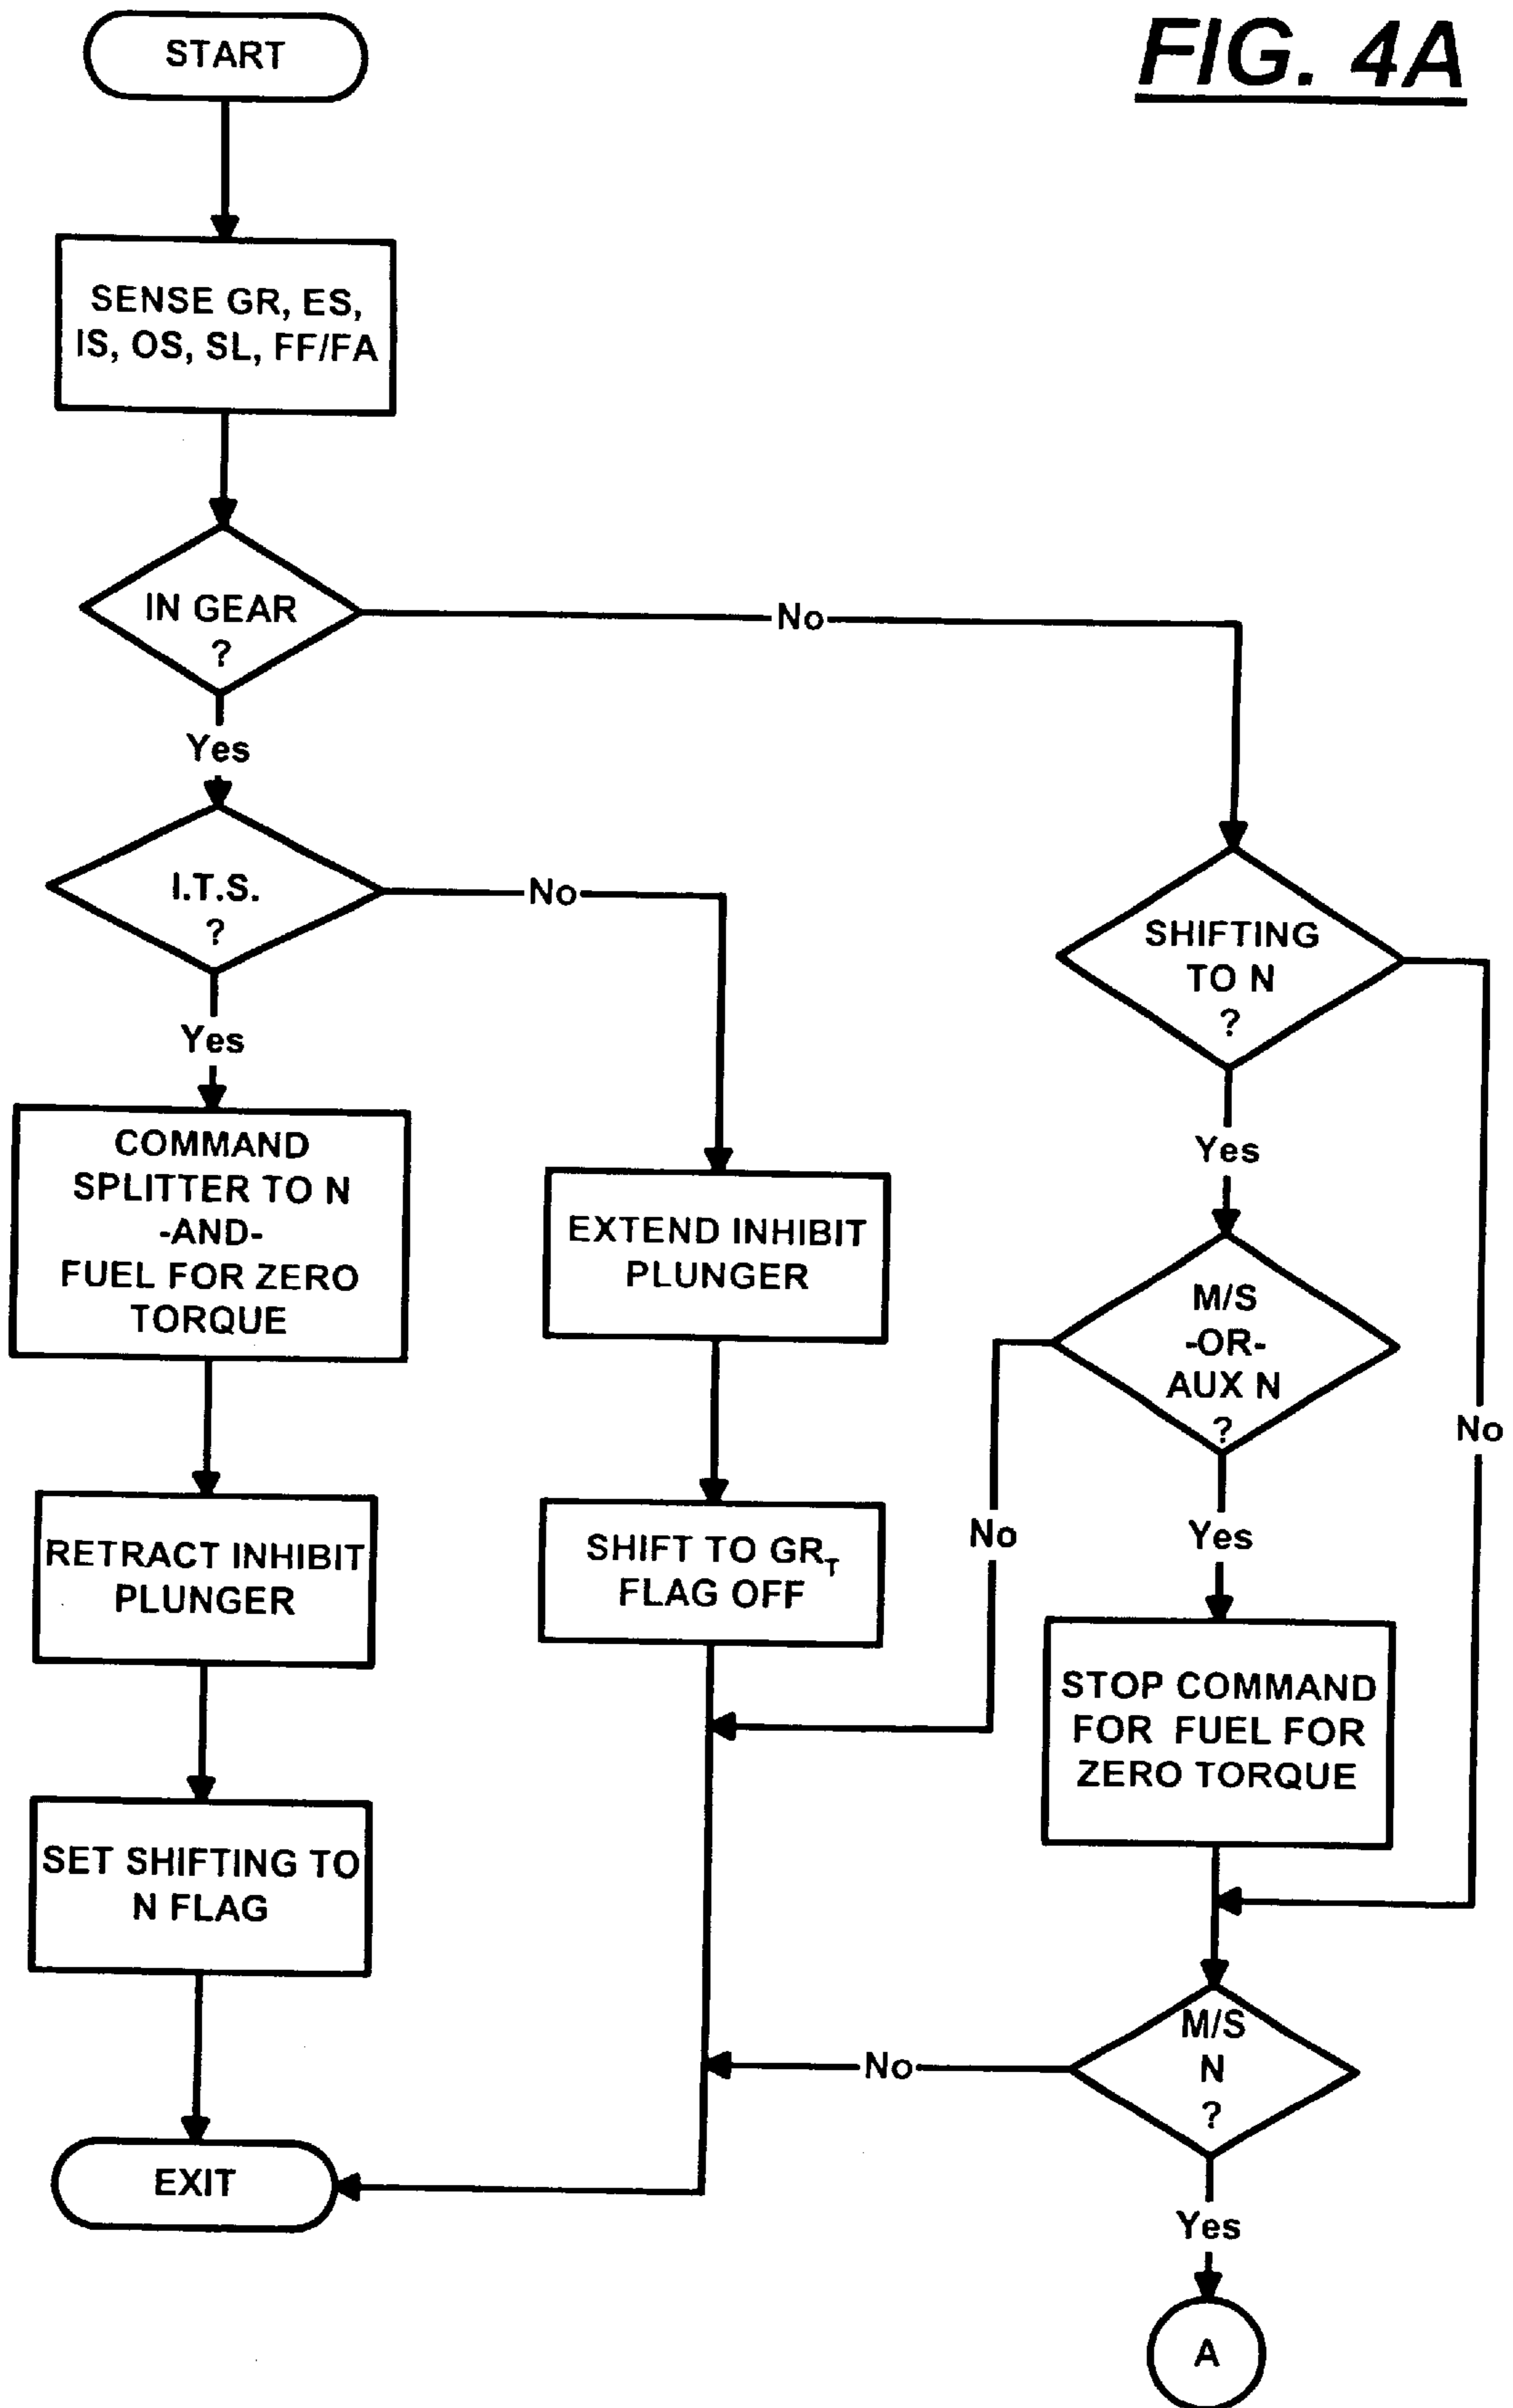 FIG. 4A
START
SENSE GR, ES,
IS, OS, SL, FF/FA
IN GEAR
?
No
Yes
I.T.S.
?
No
Yes
COMMAND
SPLITTER TO N
-AND-
FUEL FOR ZERO
TORQUE
RETRACT INHIBIT
PLUNGER
SET SHIFTING TO
N FLAG
EXIT
EXTEND INHIBIT
PLUNGER
SHIFT TO GR_T
FLAG OFF
SHIFTING
TO N
?
No
Yes
M/S
-OR-
AUX N
?
No
Yes
STOP COMMAND
FOR FUEL FOR
ZERO TORQUE
M/S
N
?
No
Yes
A